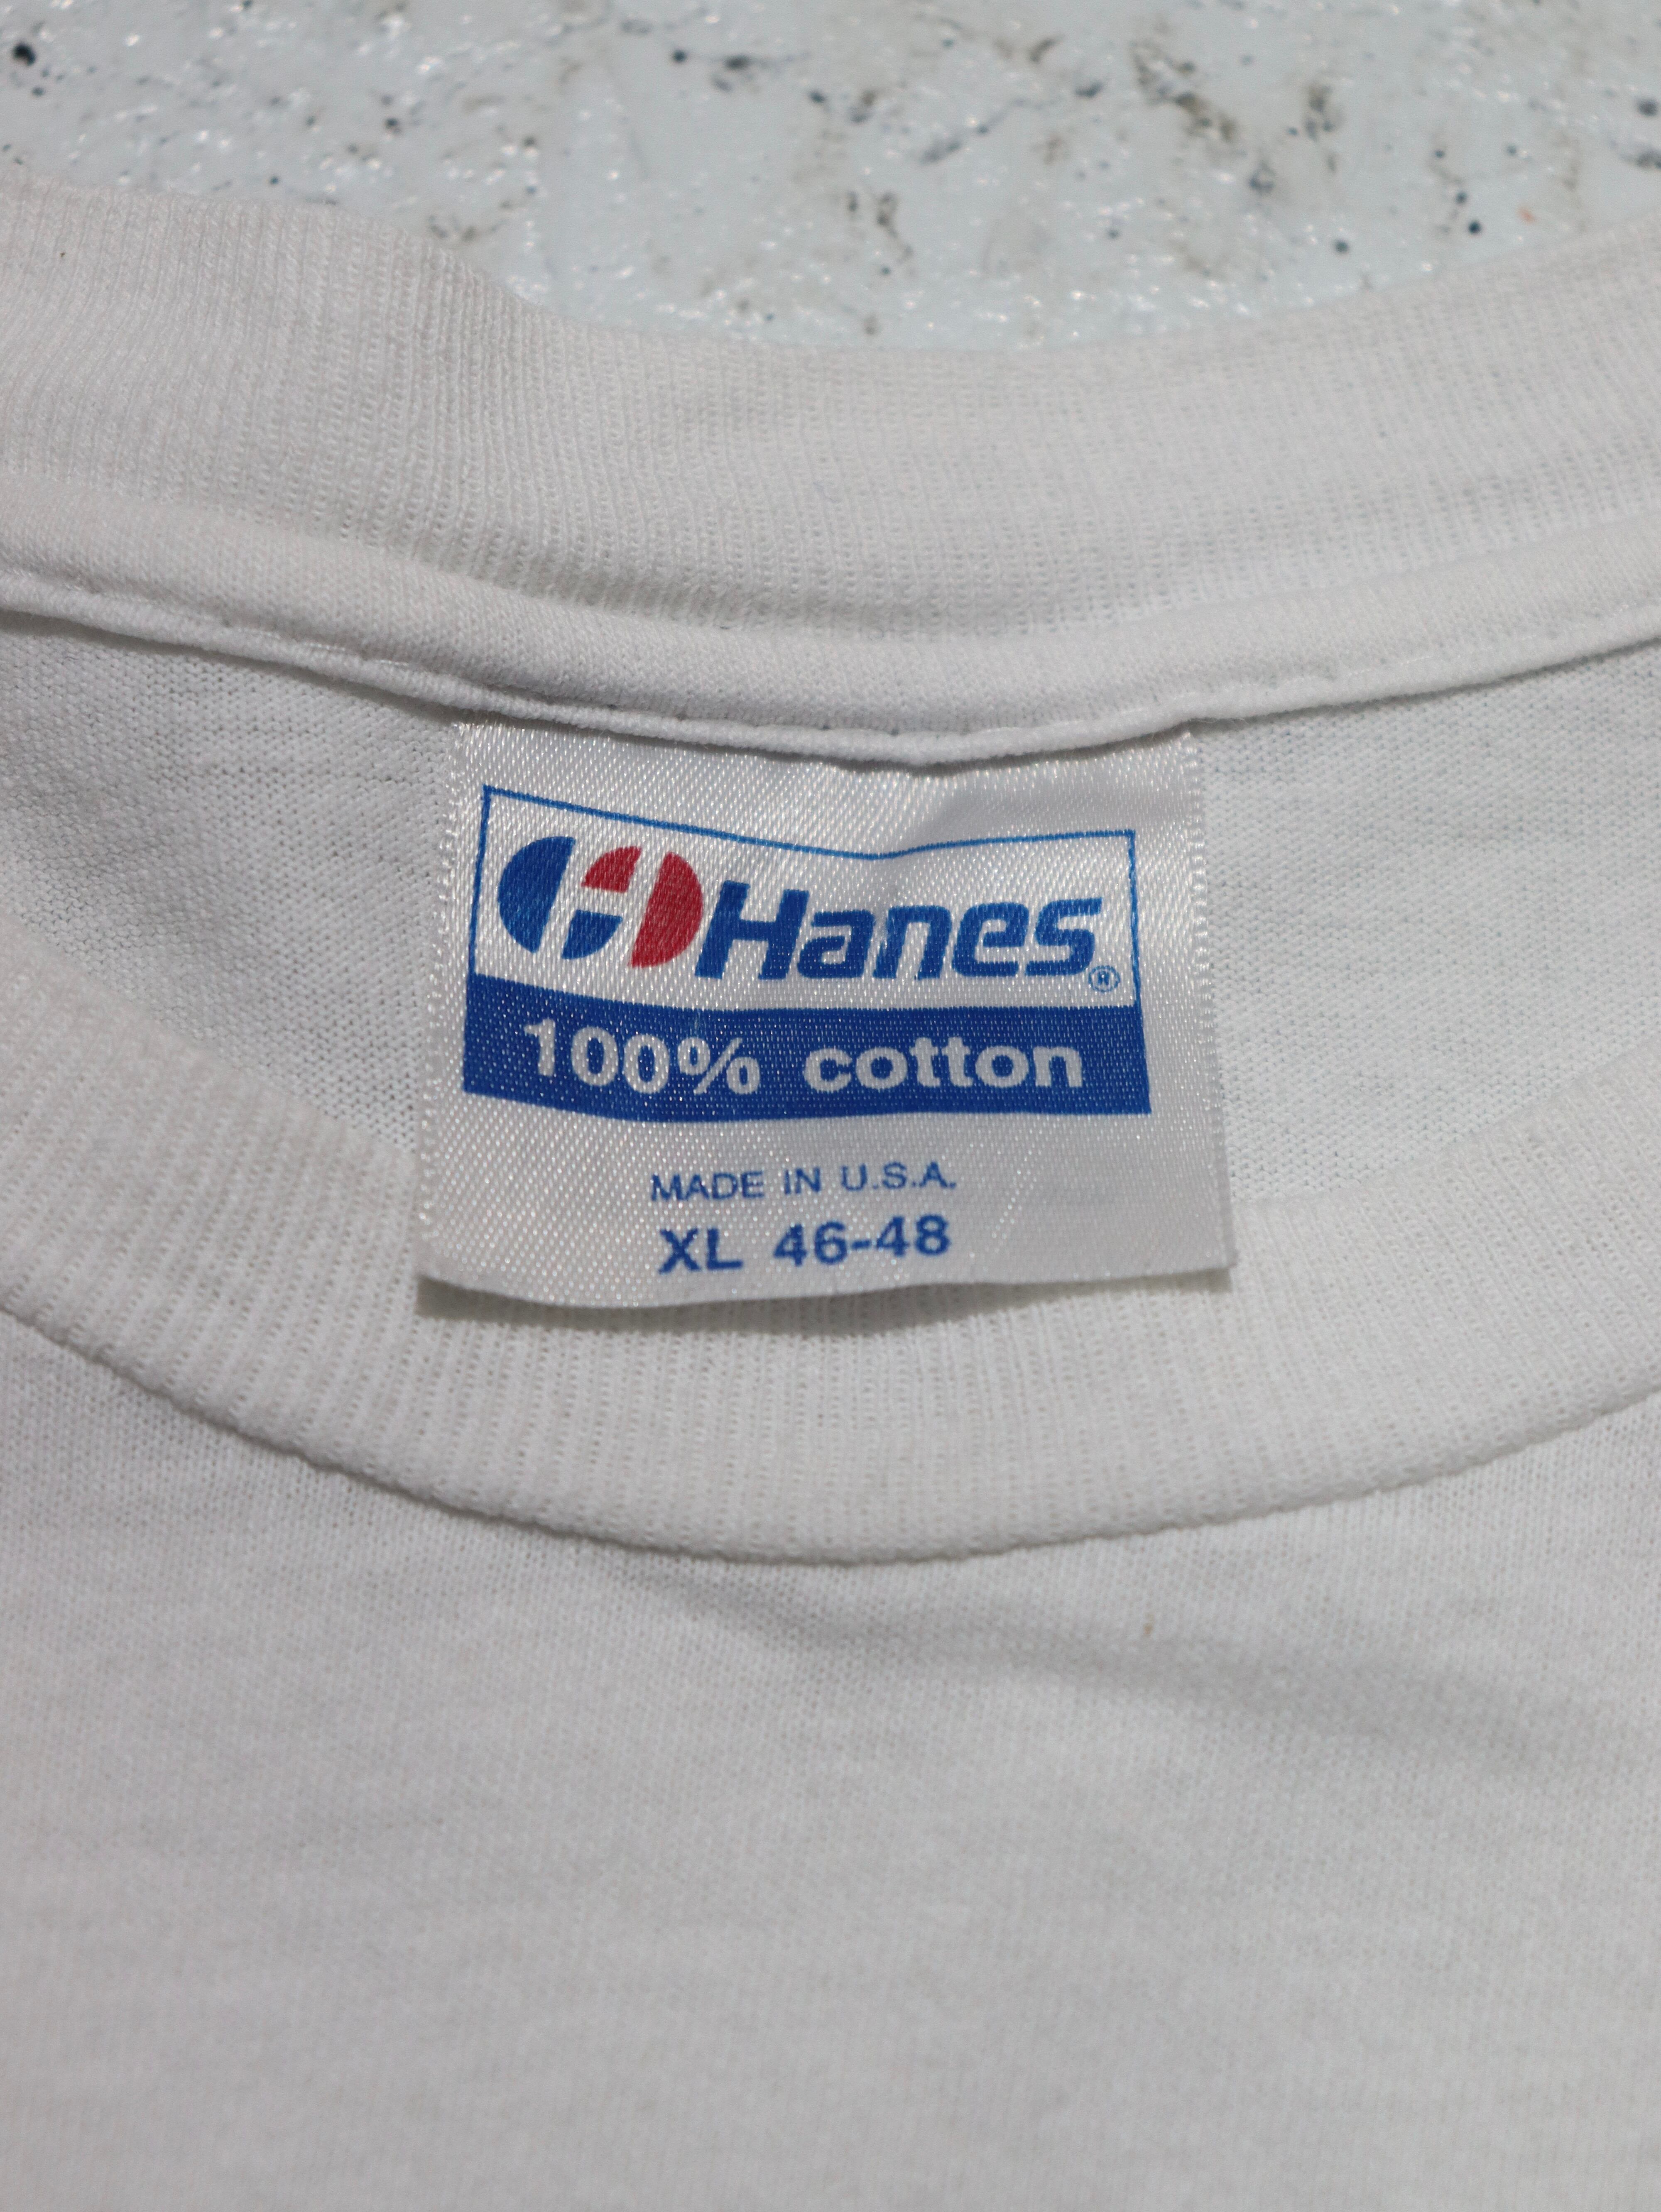 Hanes®
100% cotton
MADE IN U.S.A.
XL 46-48